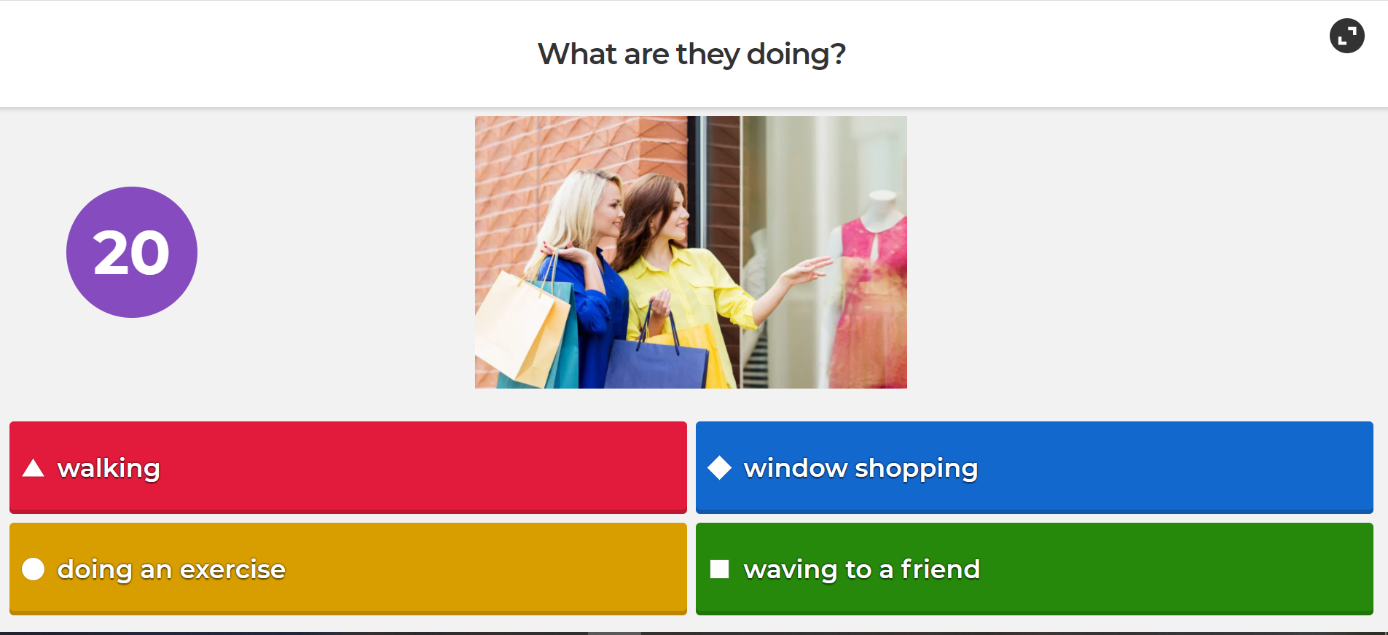 What are they doing?
20
walking
window shopping
doing an exercise
waving to a friend